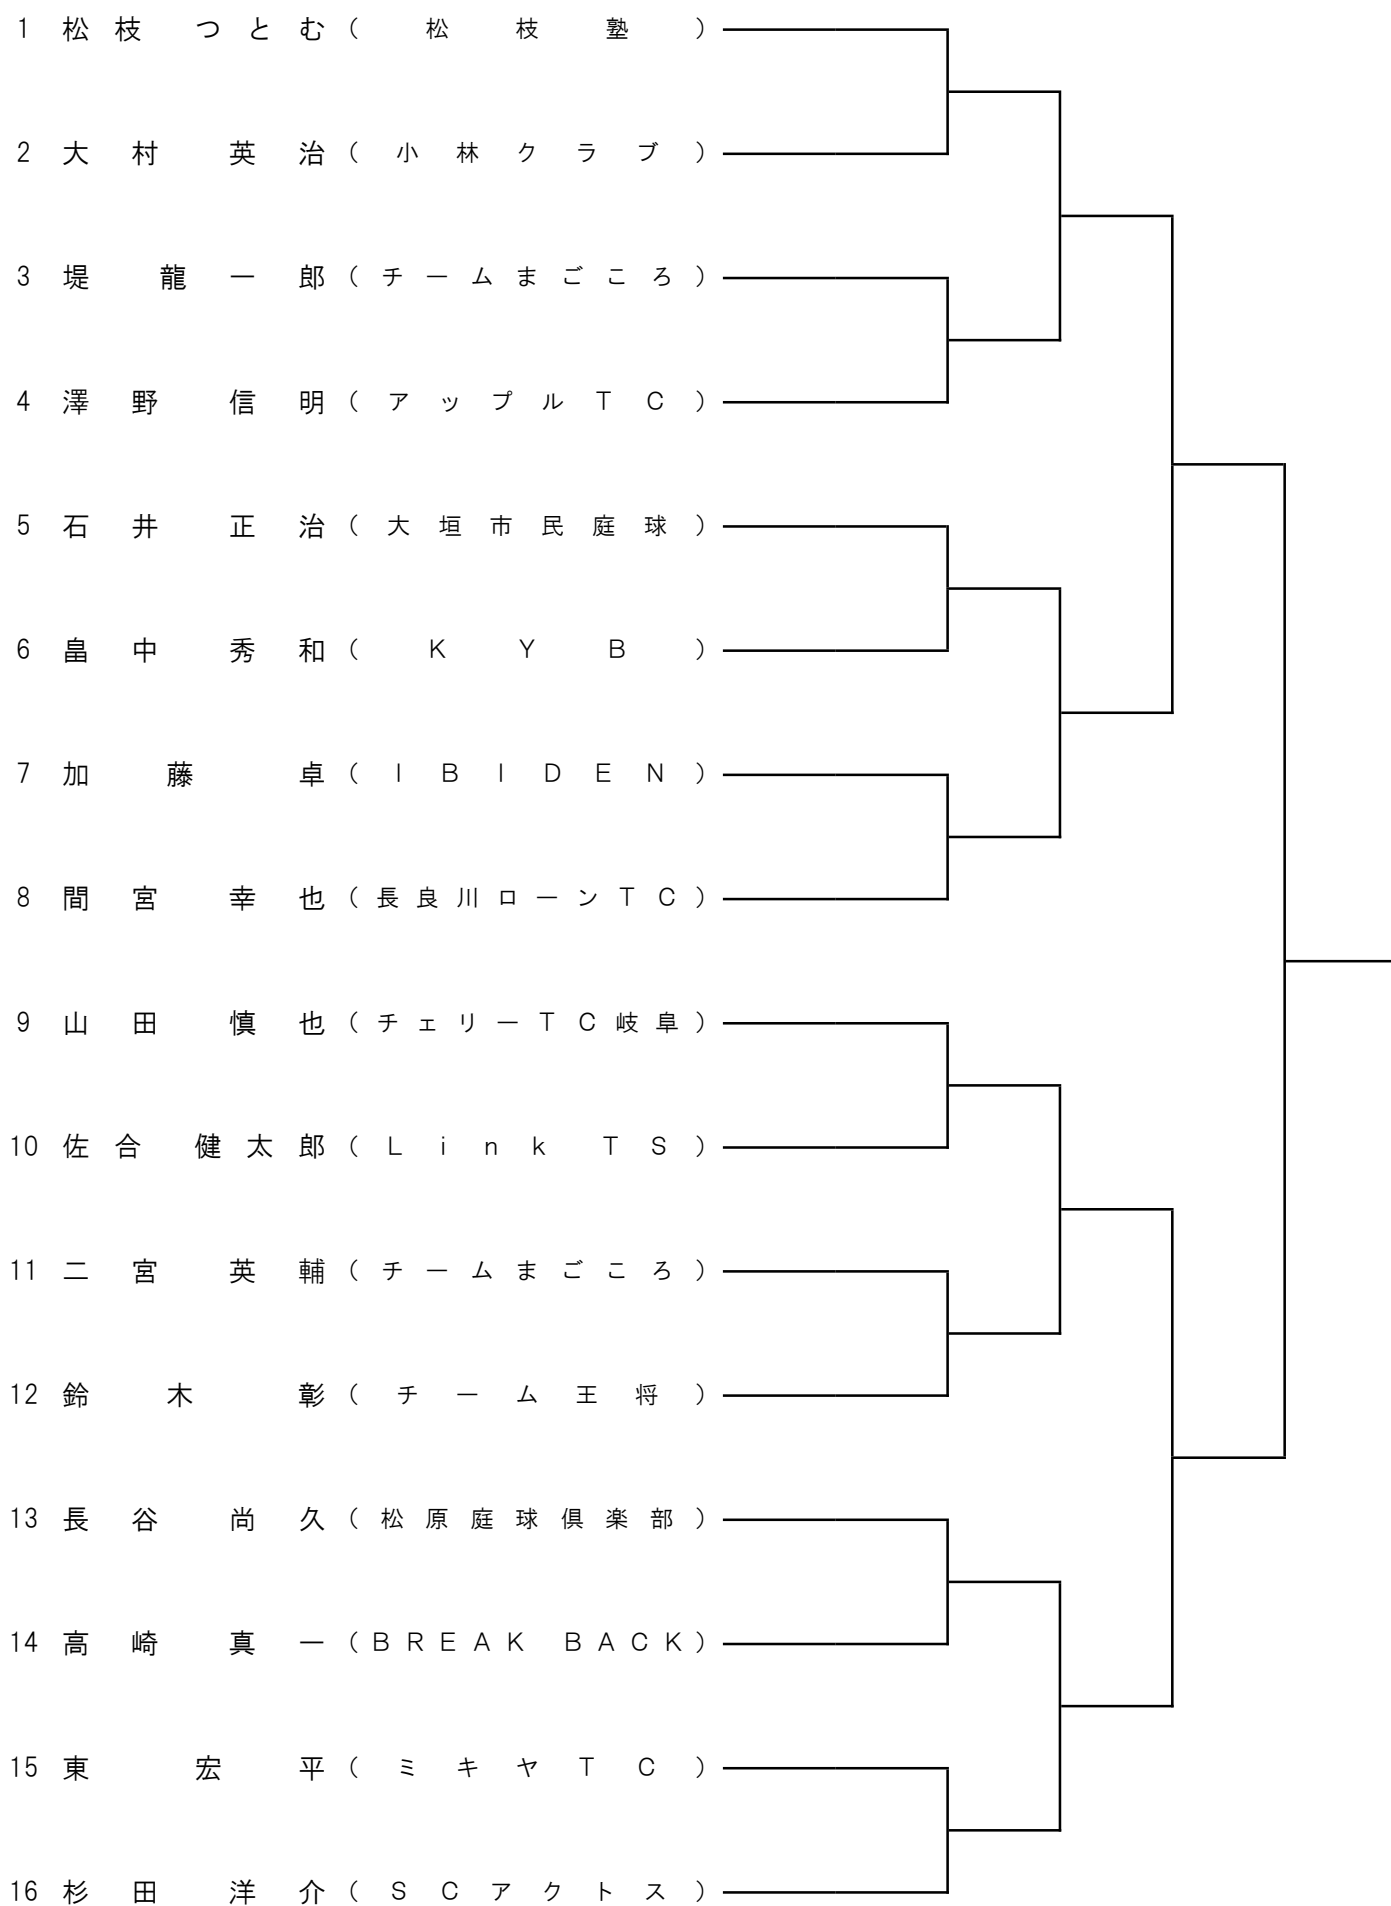 1 松枝 つとむ（松枝塾）
2 大村 英治（小林クラブ）
3 堤 龍一郎（チームまごころ）
4 澤野 信明（アップルTC）
5 石井 正治（大垣市民庭球）
6 畠中 秀和（KYB）
7 加藤 卓（IBIDEN）
8 間宮 幸也（長良川ローンTC）
9 山田 慎也（チェリーTC岐阜）
10 佐合 健太郎（Link TS）
11 二宮 英輔（チームまごころ）
12 鈴木 彰（チーム王将）
13 長谷 尚久（松原庭球倶楽部）
14 高崎 真一（BREAK BACK）
15 東 宏平（ミキヤTC）
16 杉田 洋介（SCアクトス）